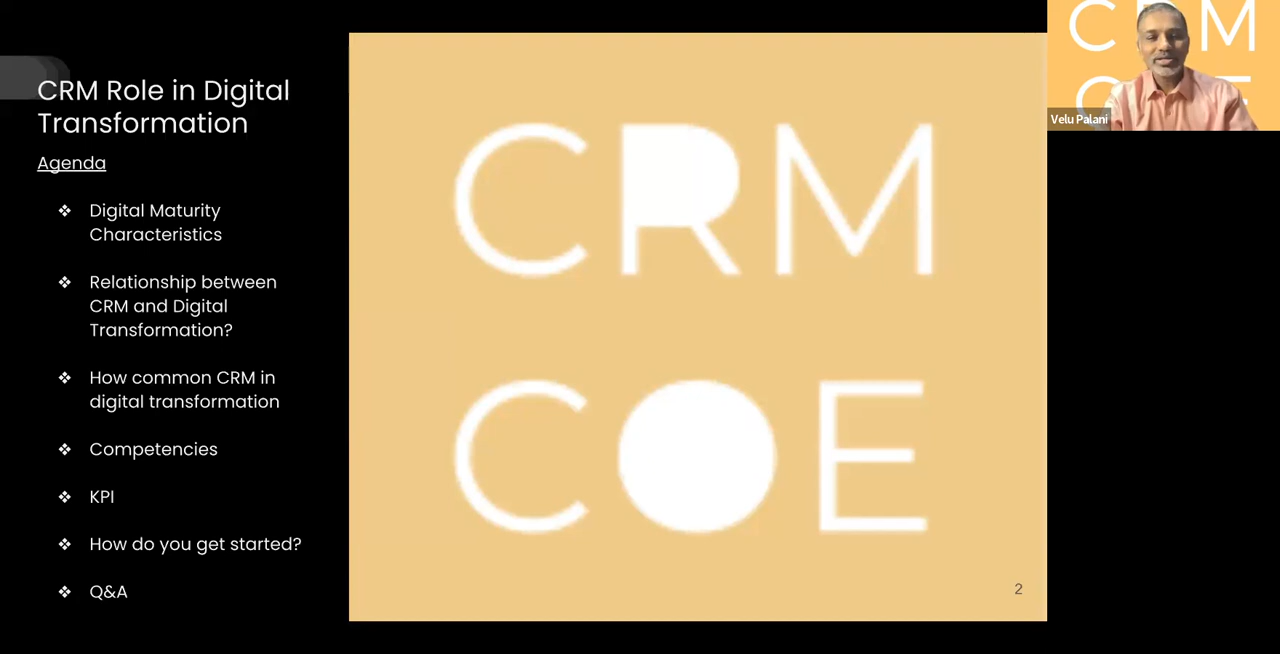 CRM Role in Digital
Transformation
Agenda
❖ Digital Maturity
Characteristics
❖ Relationship between
CRM and Digital
Transformation?
❖ How common CRM in
digital transformation
❖ Competencies
❖ KPI
❖ How do you get started?
❖ Q&A
CRM
COE
2
CRM
C E
Velu Palani